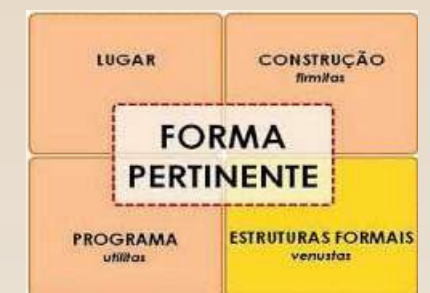 LUGAR
CONSTRUÇÃO
firmitas
FORMA
PERTINENTE
PROGRAMA
utilitas
ESTRUTURAS FORMAIS
venustas